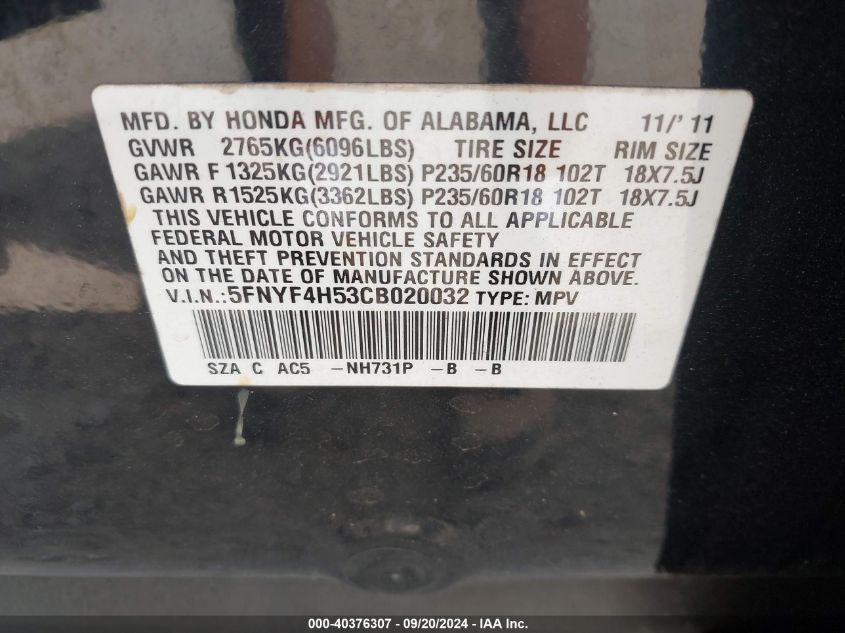 MFD. BY HONDA MFG. OF ALABAMA, LLC 11/'11
GVWR 2765KG(6096LBS) TIRE SIZE RIM SIZE
GAWR F 1325KG(2921LBS) P235/60R18 102T 18X7.5J
GAWR R1525KG(3362LBS) P235/60R18 102T 18X7.5J
THIS VEHICLE CONFORMS TO ALL APPLICABLE
FEDERAL MOTOR VEHICLE SAFETY
AND THEFT PREVENTION STANDARDS IN EFFECT
ON THE DATE OF MANUFACTURE SHOWN ABOVE.
V.I.N.:5FNYF4H53CB020032 TYPE: MPV
SZA C AC5 -NH731P -B -B
000-40376307 - 09/20/2024 - IAA Inc.